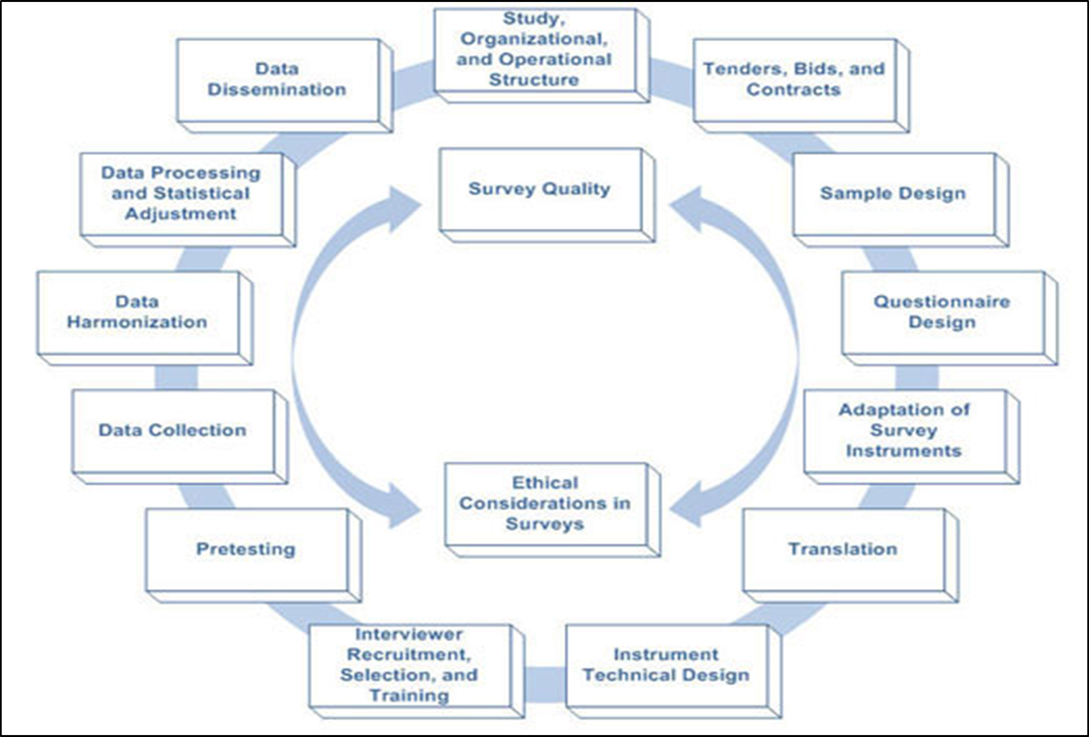 Study,
Organizational,
and Operational
Structure
Tenders, Bids, and
Contracts
Sample Design
Questionnaire
Design
Adaptation of
Survey
Instruments
Translation
Instrument
Technical Design
Interviewer
Recruitment,
Selection, and
Training
Pretesting
Data Collection
Data
Harmonization
Data Processing
and Statistical
Adjustment
Data
Dissemination
Survey Quality
Ethical
Considerations in
Surveys